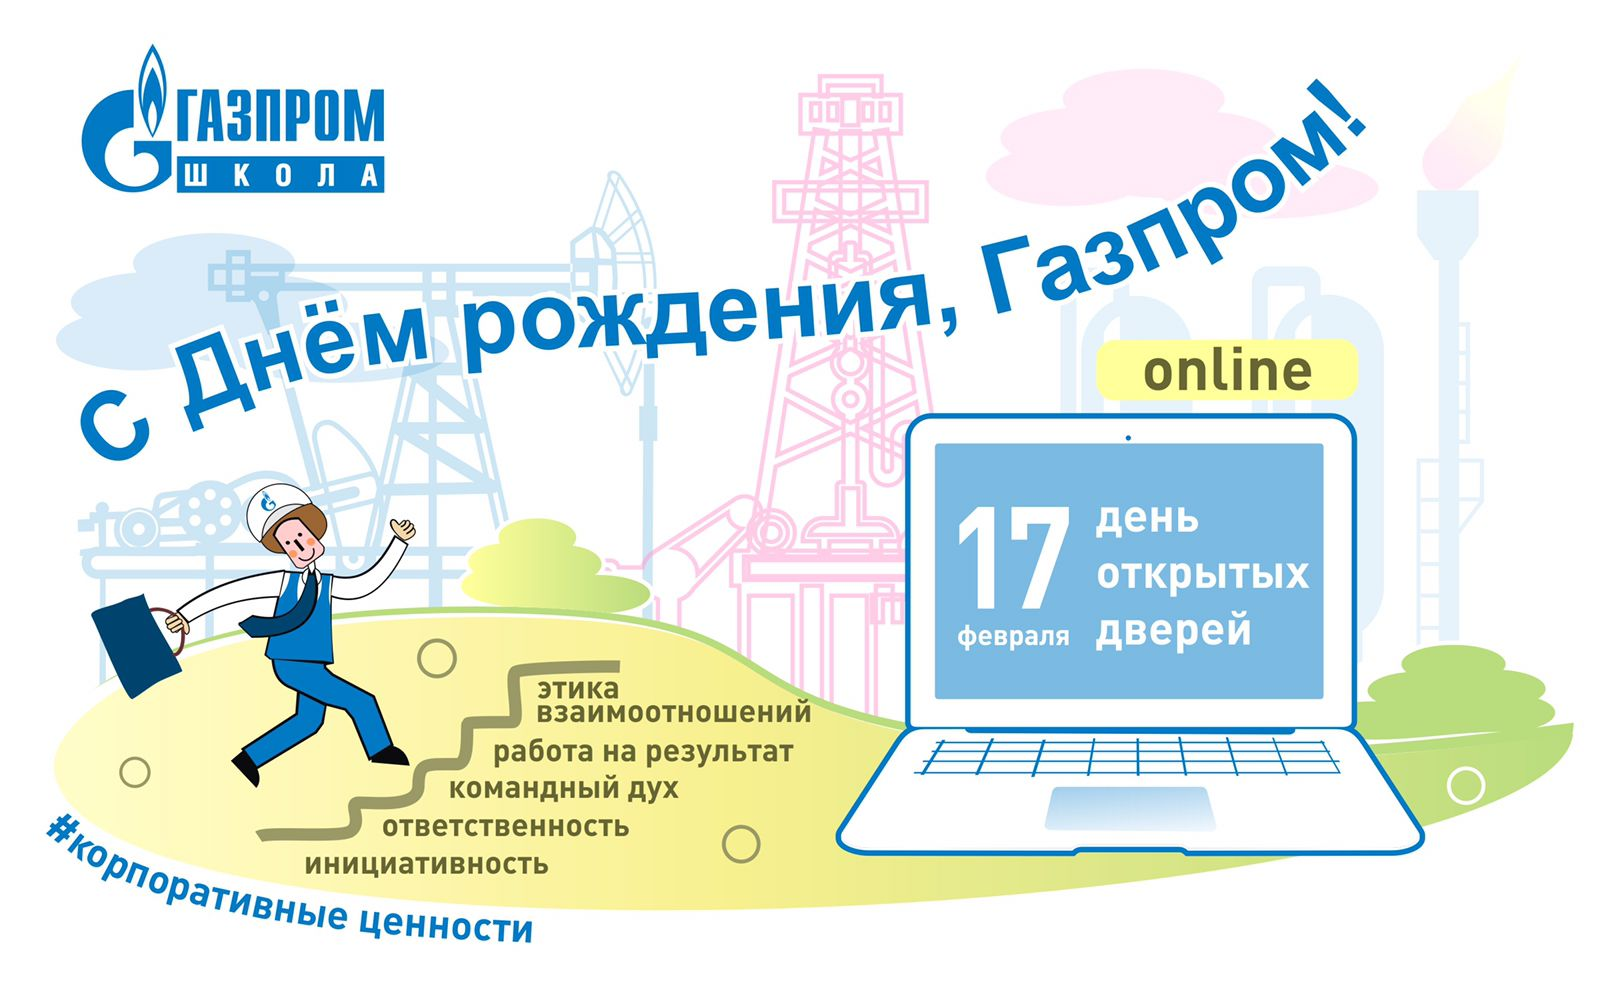 ГАЗПРОМ
ШКОЛА
с Днём рождения, Газпром!
online
17
февраля
день
открытых
дверей
этика
взаимоотношений
работа на результат
командный дух
ответственность
инициативность
#корпоративные ценности